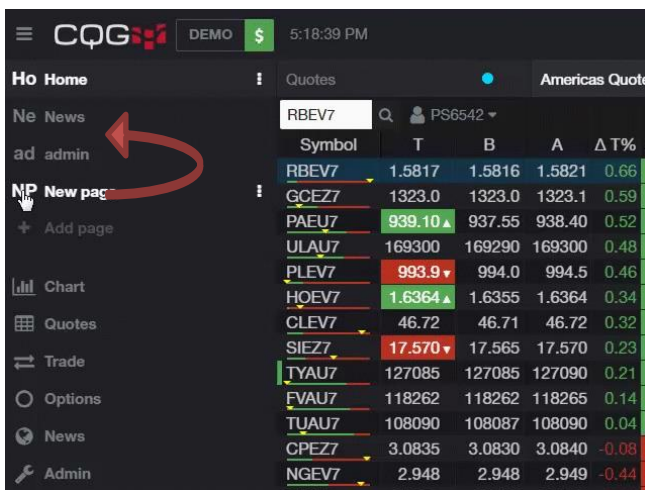 CQG DEMO $ 5:18:39 PM
Ho Home Quotes Americas Quote
Ne News RBEV7 PS6542
ad admin Symbol T B A Δ T%
RBEV7 1.5817 1.5816 1.5821 0.66
NP New page GCEZ7 1323.0 1323.0 1323.1 0.59
+ Add page PAEU7 939.10 937.55 938.40 0.52
ULAU7 169300 169290 169300 0.48
Chart PLEV7 993.9 994.0 994.5 0.46
HOEV7 1.6364 1.6355 1.6364 0.34
Quotes CLEV7 46.72 46.71 46.72 0.32
Trade SIEZ7 17.570 17.565 17.570 0.23
TYAU7 127085 127085 127090 0.21
Options FVAU7 118262 118262 118265 0.14
TUAU7 108090 108087 108090 0.04
News CPEZ7 3.0835 3.0830 3.0840 -0.08
Admin NGEV7 2.948 2.948 2.949 -0.44